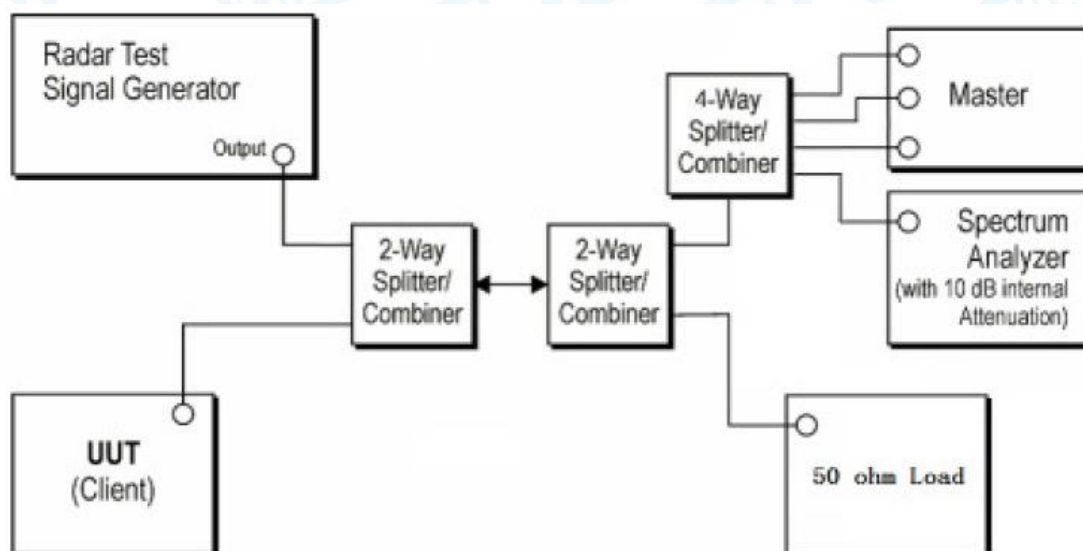 Radar Test
Signal Generator
Output
4-Way
Splitter/
Combiner
Master
2-Way
Splitter/
Combiner
2-Way
Splitter/
Combiner
Spectrum
Analyzer
(with 10 dB internal
Attenuation)
UUT
(Client)
50 ohm Load